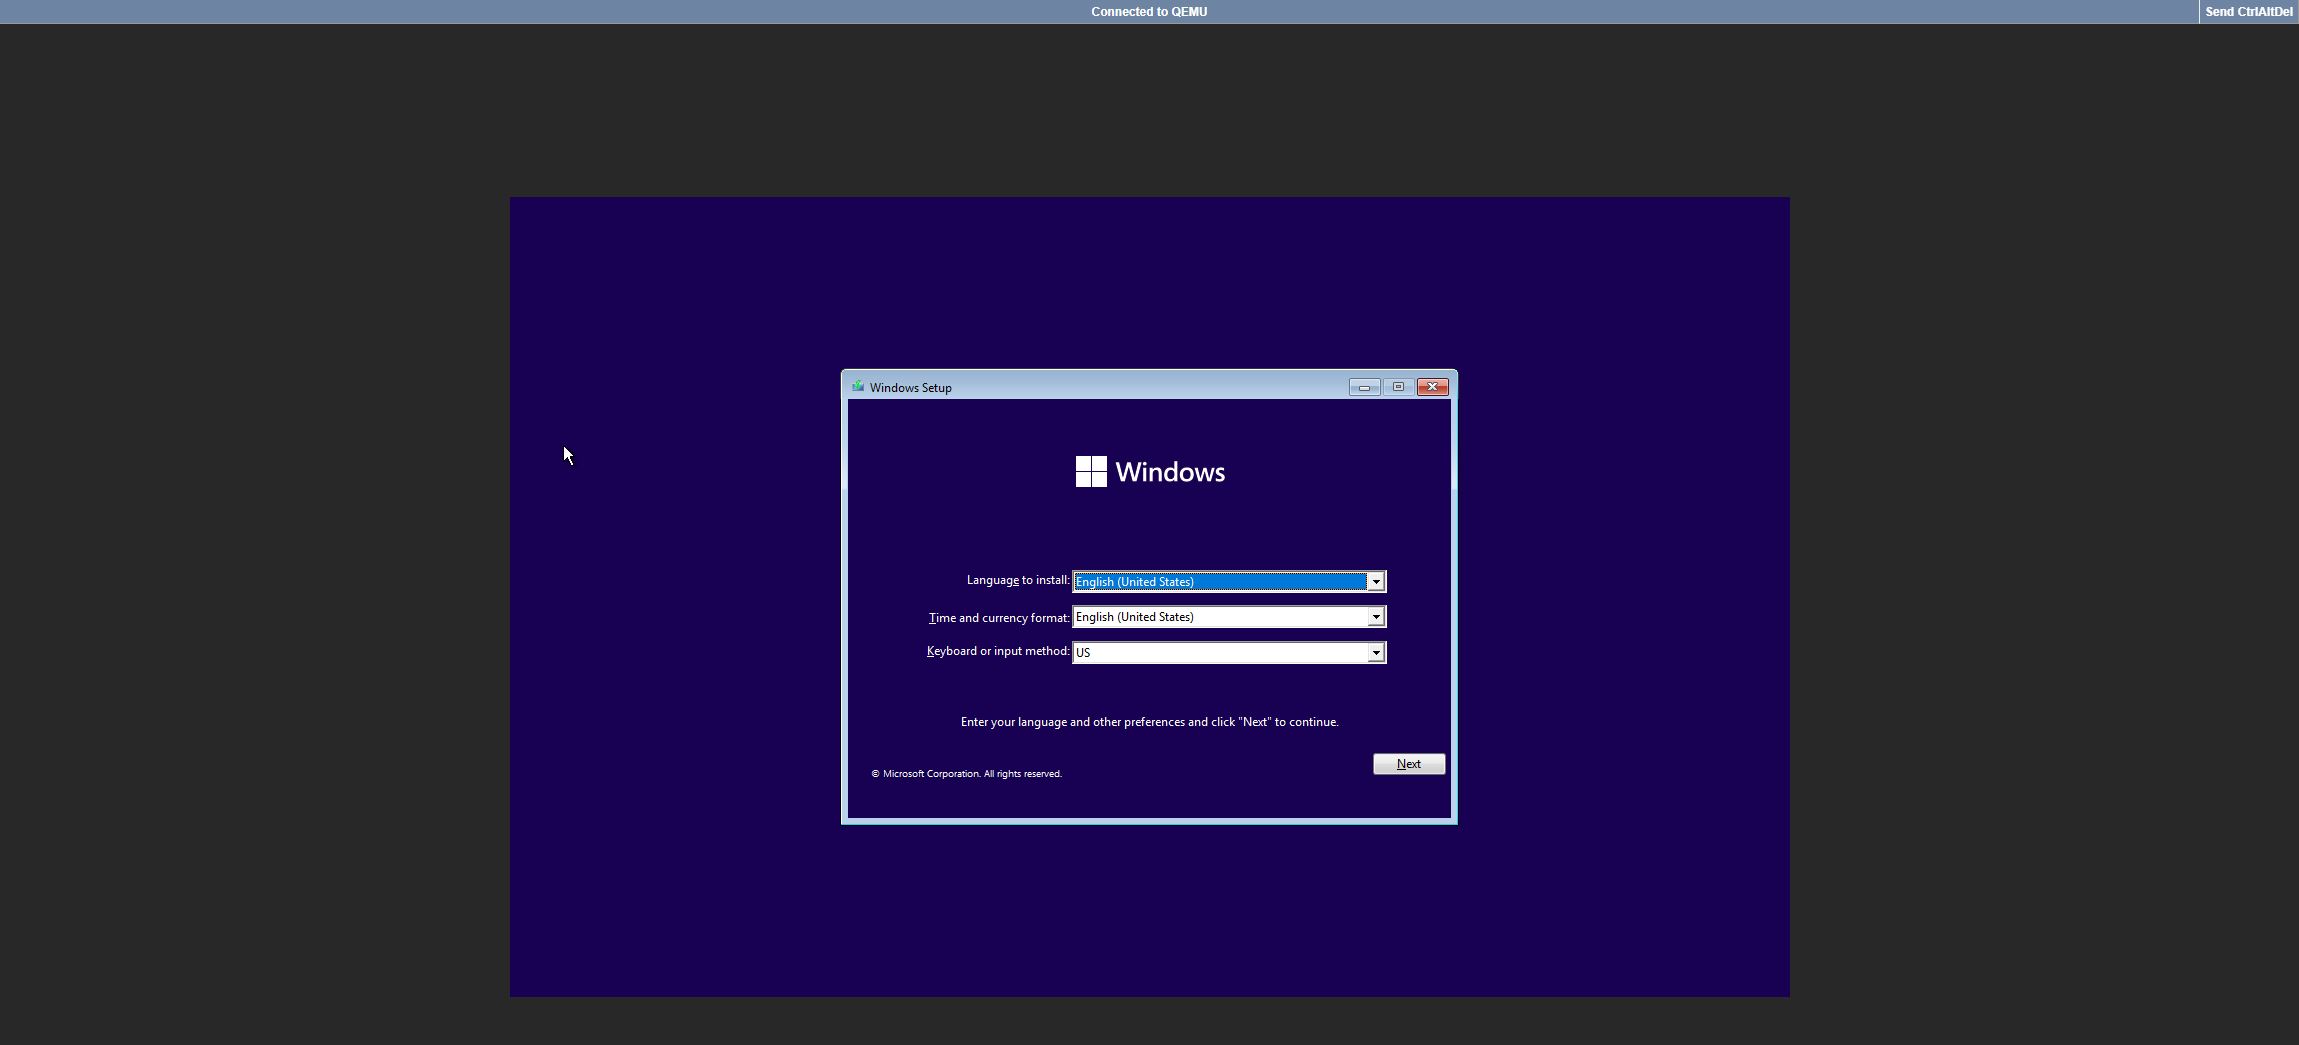 Connected to QEMU
Send CtrlAltDel
Windows Setup
Windows
Language to install: English (United States)
Time and currency format: English (United States)
Keyboard or input method: US
Enter your language and other preferences and click "Next" to continue.
Next
© Microsoft Corporation. All rights reserved.